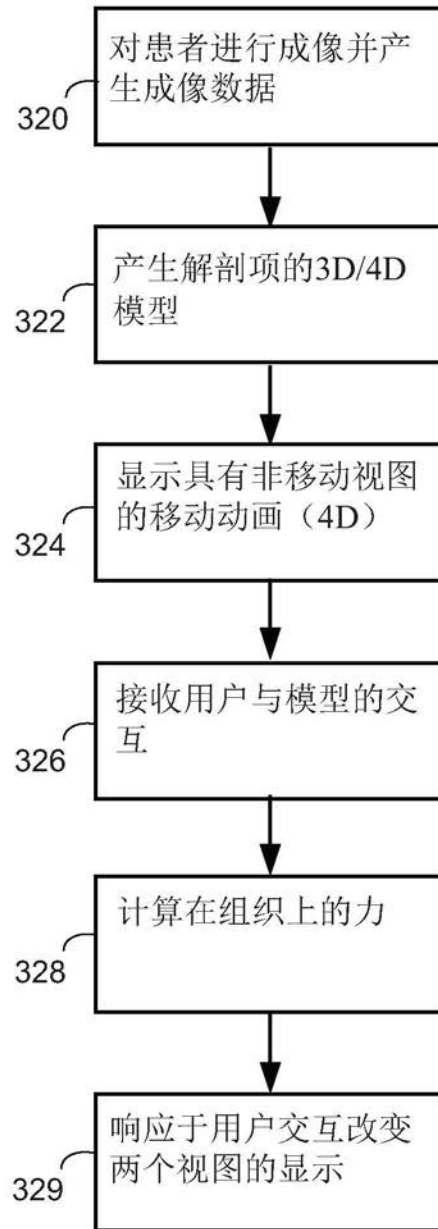 对患者进行成像并产
生成像数据
320
产生解剖项的3D/4D
模型
322
显示具有非移动视图
的移动动画（4D）
324
接收用户与模型的交
互
326
计算在组织上的力
328
响应于用户交互改变
两个视图的显示
329